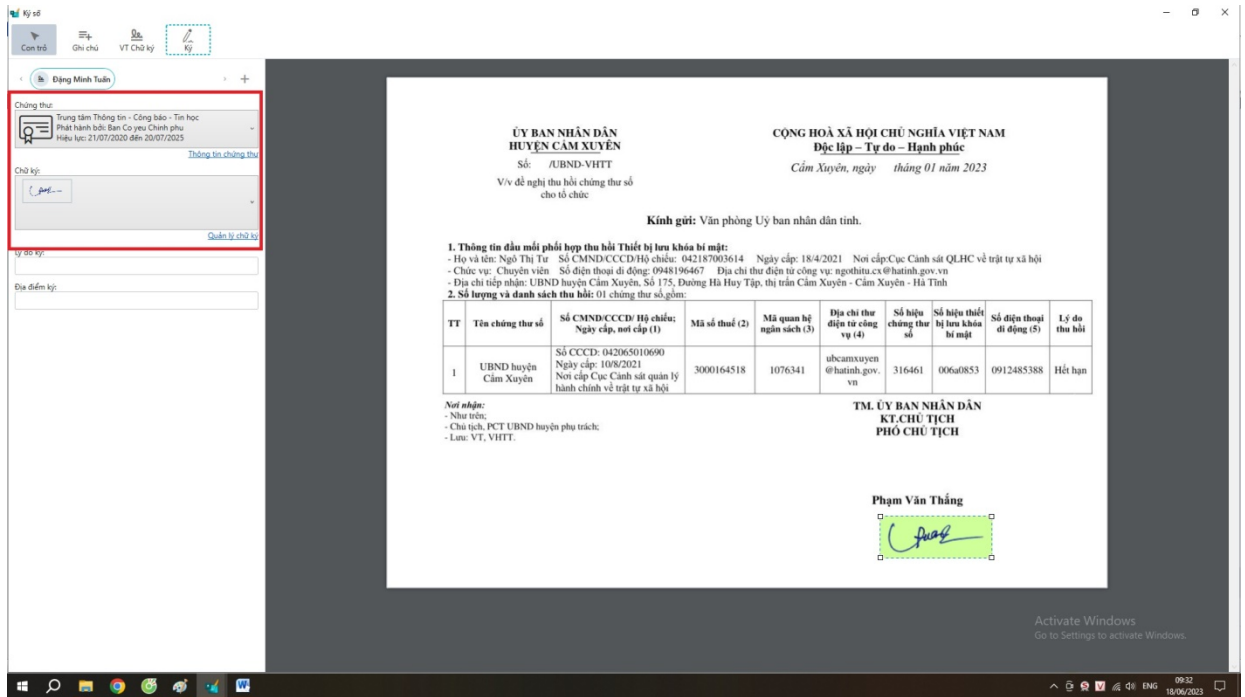 Ký số
Con trỏ
Ghi chú
VT Chữ ký
Ký
Đặng Minh Tuấn
Chứng thư:
Trung tâm Thông tin - Công báo - Tin học
Phát hành bởi: Ban Co yeu Chinh phu
Hiệu lực: 21/07/2020 đến 20/07/2025
Thông tin chứng thư
Chữ ký:
Quản lý chữ ký
Lý do ký:
Địa điểm ký:
ỦY BAN NHÂN DÂN
HUYỆN CẨM XUYÊN
Số: /UBND-VHTT
V/v đề nghị thu hồi chứng thư số
cho tổ chức
CỘNG HOÀ XÃ HỘI CHỦ NGHĨA VIỆT NAM
Độc lập – Tự do – Hạnh phúc
Cẩm Xuyên, ngày tháng 01 năm 2023
Kính gửi: Văn phòng Uỷ ban nhân dân tỉnh.
1. Thông tin đầu mối phối hợp thu hồi Thiết bị lưu khóa bí mật:
- Họ và tên: Ngô Thị Tư Số CMND/CCCD/Hộ chiếu: 042187003614 Ngày cấp: 18/4/2021 Nơi cấp:Cục Cảnh sát QLHC về trật tự xã hội
- Chức vụ: Chuyên viên Số điện thoại di động: 0948196467 Địa chỉ thư điện tử công vụ: ngothitu.cx@hatinh.gov.vn
- Địa chỉ tiếp nhận: UBND huyện Cẩm Xuyên, Số 175, Đường Hà Huy Tập, thị trấn Cẩm Xuyên - Cẩm Xuyên - Hà Tĩnh
2. Số lượng và danh sách thu hồi: 01 chứng thư số,gồm:
TT
Tên chứng thư số
Số CMND/CCCD/ Hộ chiếu;
Ngày cấp, nơi cấp (1)
Mã số thuế (2)
Mã quan hệ
ngân sách (3)
Địa chỉ thư
điện tử công
vụ (4)
Số hiệu
chứng thư
số
Số hiệu thiết
bị lưu khóa
bí mật
Số điện thoại
di động (5)
Lý do
thu hồi
1
UBND huyện
Cẩm Xuyên
Số CCCD: 042065010690
Ngày cấp: 10/8/2021
Nơi cấp Cục Cảnh sát quản lý
hành chính về trật tự xã hội
3000164518
1076341
ubcamxuyen
@hatinh.gov.
vn
316461
006a0853
0912485388
Hết hạn
Nơi nhận:
- Như trên;
- Chủ tịch, PCT UBND huyện phụ trách;
- Lưu: VT, VHTT.
TM. ỦY BAN NHÂN DÂN
KT.CHỦ TỊCH
PHÓ CHỦ TỊCH
Phạm Văn Thắng
Activate Windows
Go to Settings to activate Windows.
ENG
09:32
18/06/2023